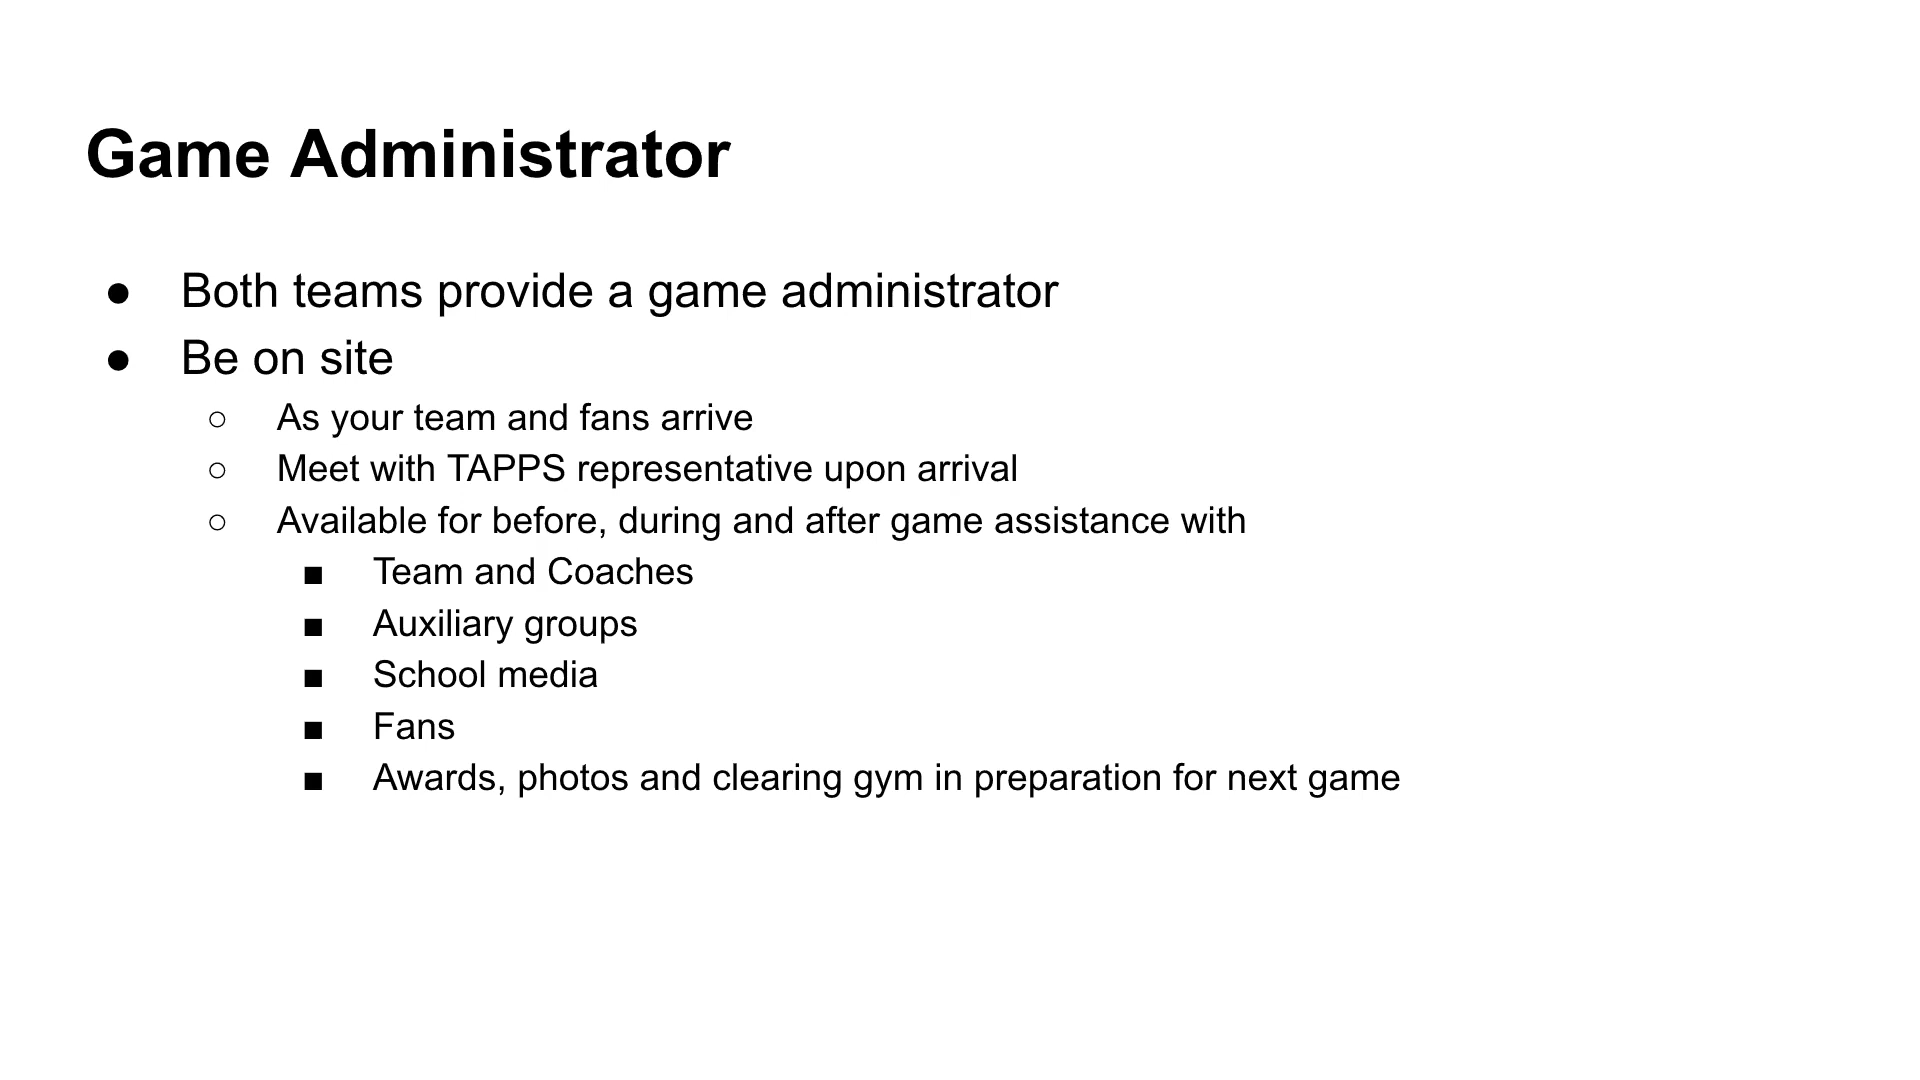 Game Administrator
● Both teams provide a game administrator
● Be on site
○ As your team and fans arrive
○ Meet with TAPPS representative upon arrival
○ Available for before, during and after game assistance with
■ Team and Coaches
■ Auxiliary groups
■ School media
■ Fans
■ Awards, photos and clearing gym in preparation for next game